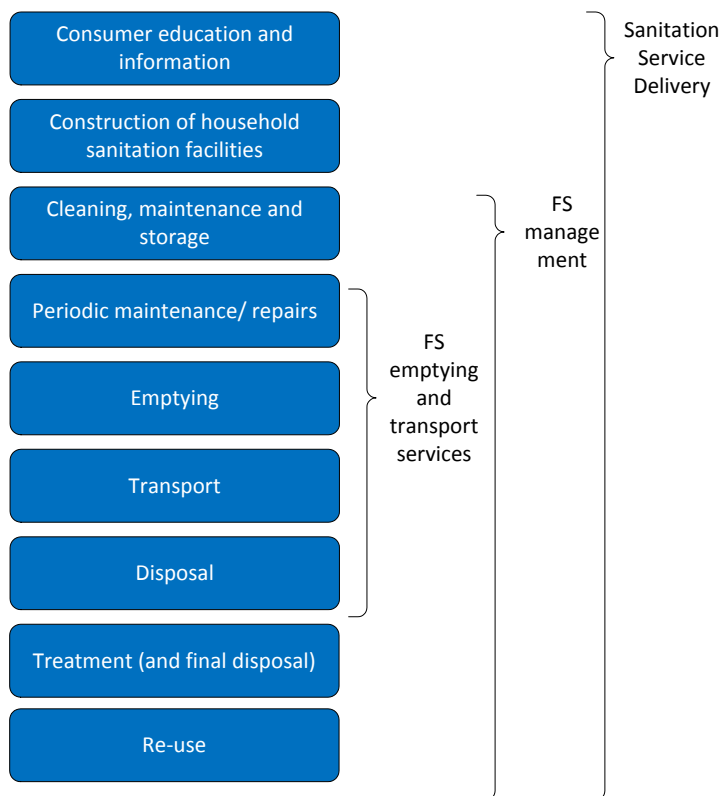 Consumer education and
information
Construction of household
sanitation facilities
Cleaning, maintenance and
storage
Periodic maintenance/ repairs
Emptying
Transport
Disposal
Treatment (and final disposal)
Re-use
FS
emptying
and
transport
services
FS
manage
ment
Sanitation
Service
Delivery